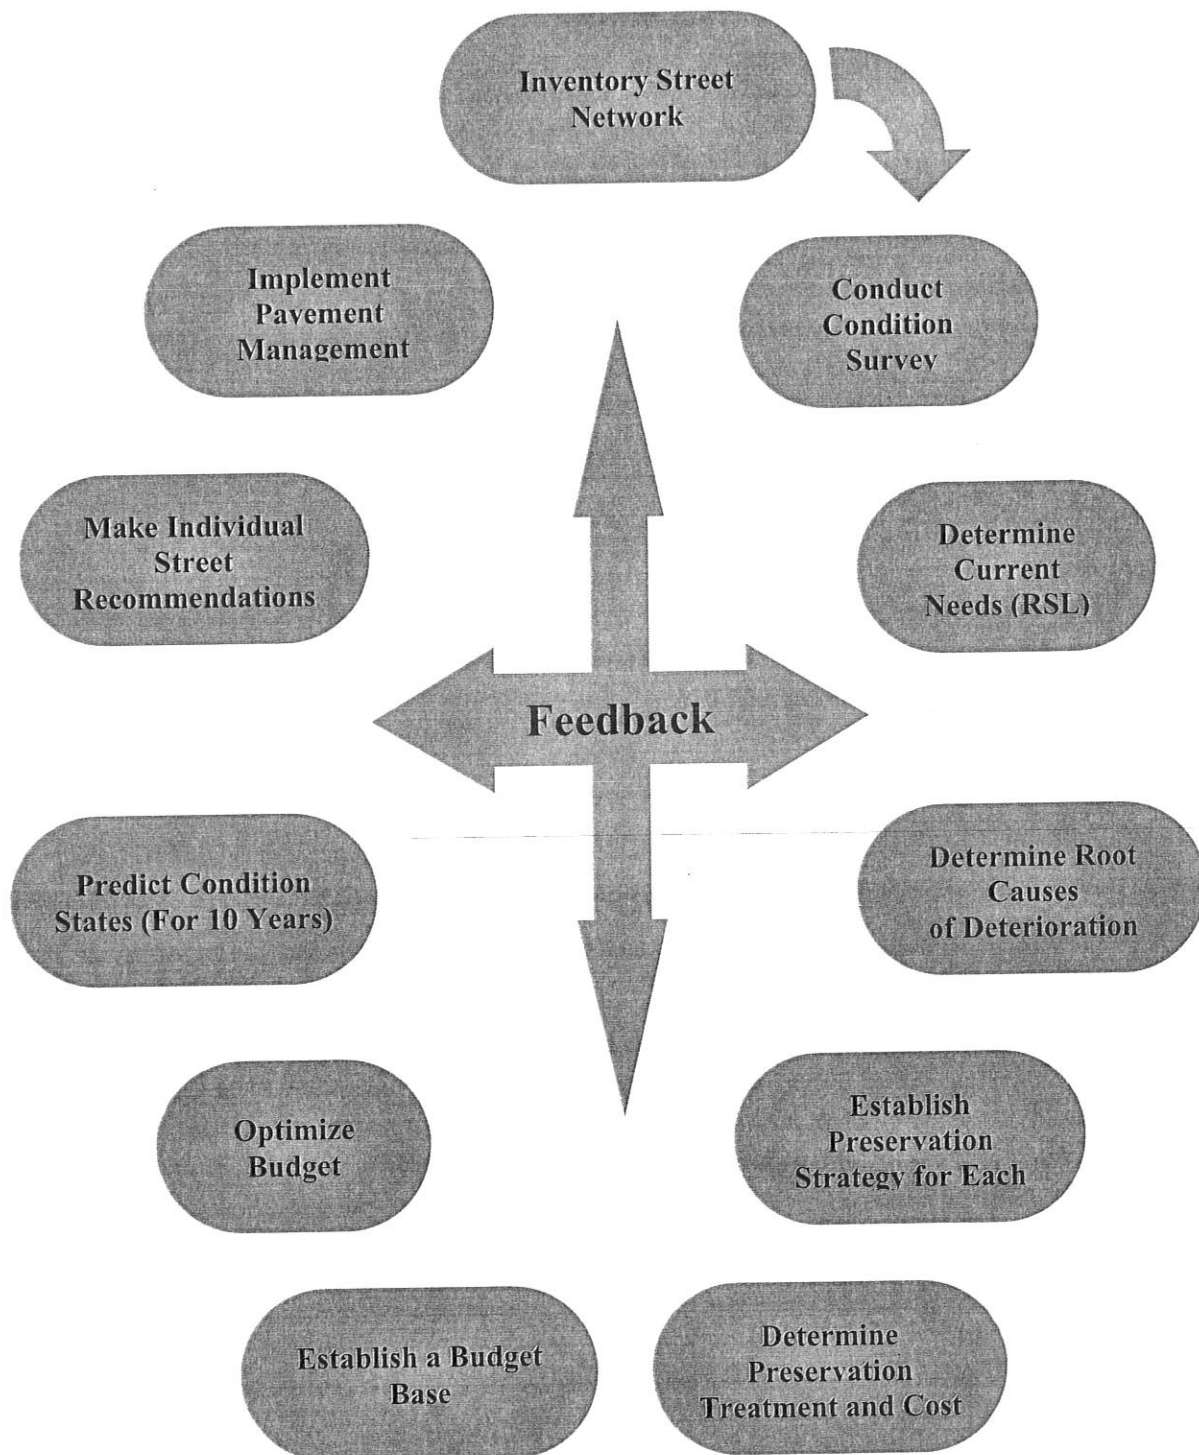 Inventory Street
Network
Conduct
Condition
Survey
Determine
Current
Needs (RSL)
Determine Root
Causes
of Deterioration
Establish
Preservation
Strategy for Each
Determine
Preservation
Treatment and Cost
Establish a Budget
Base
Optimize
Budget
Predict Condition
States (For 10 Years)
Make Individual
Street
Recommendations
Implement
Pavement
Management
Feedback